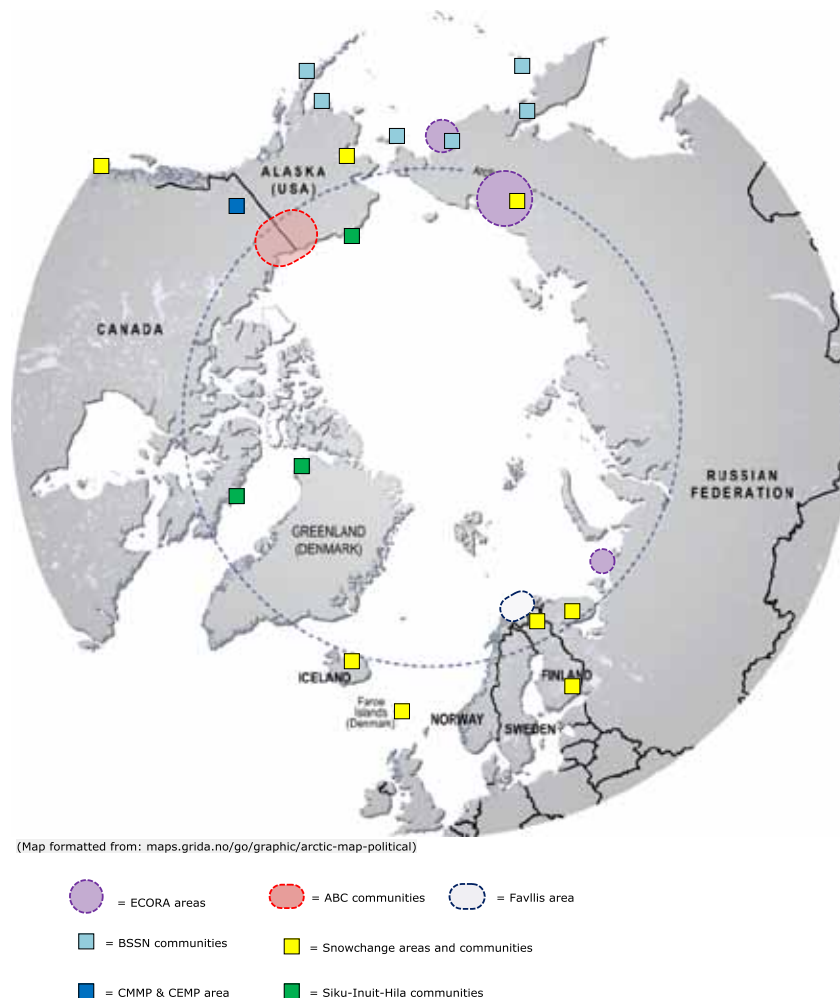 ALASKA
(USA)
Arct
CANADA
RUSSIAN
FEDERATION
GREENLAND
(DENMARK)
ICELAND
FINLAND
Faroe
Islands
(Denmark)
NORWAY
SWEDEN
(Map formatted from: maps.grida.no/go/graphic/arctic-map-political)
= ECORA areas
= ABC communities
= Favllis area
= BSSN communities
= Snowchange areas and communities
= CMMP & CEMP area
= Siku-Inuit-Hila communities